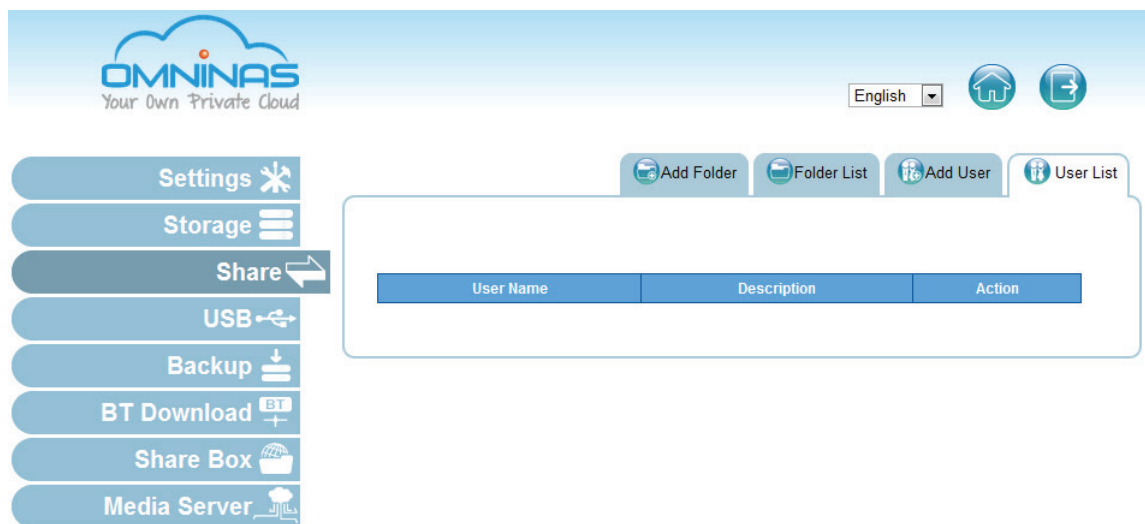 OMNINAS
Your Own Private Cloud
English
Settings
Storage
Share
USB
Backup
BT Download
BT
Share Box
Media Server
Add Folder
Folder List
Add User
User List
User Name Description Action